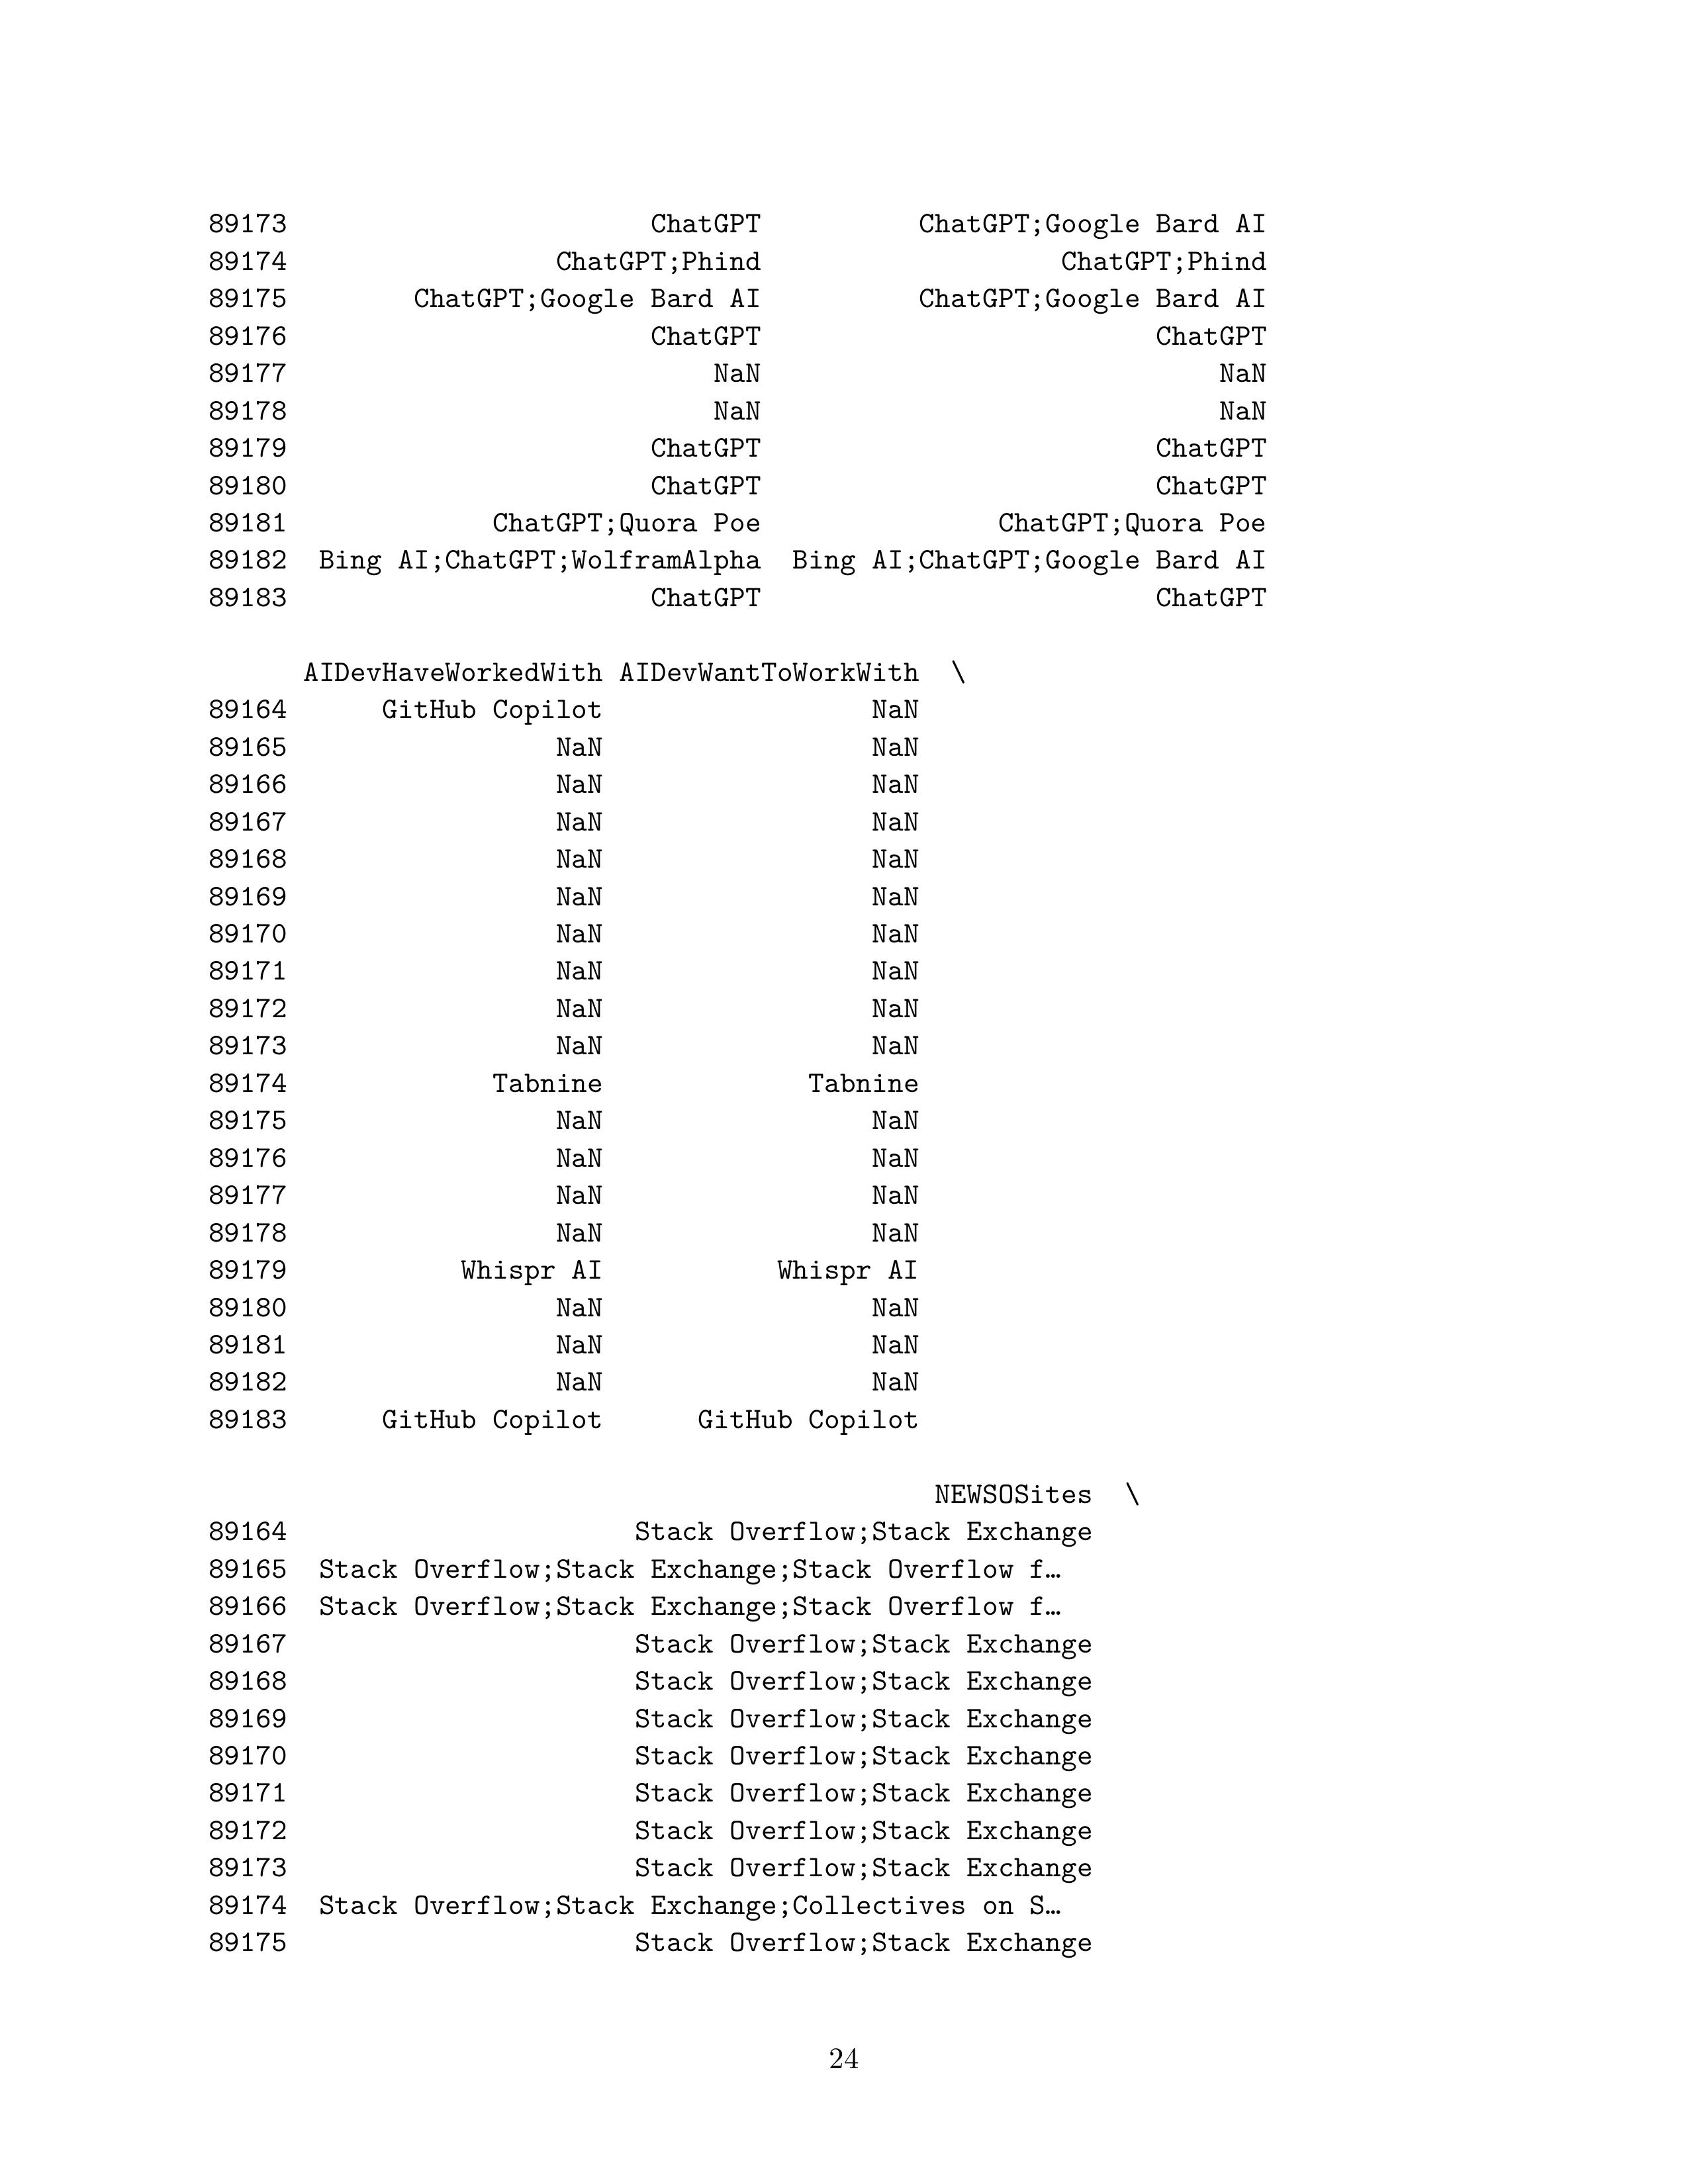 89173                       ChatGPT          ChatGPT;Google Bard AI
89174                 ChatGPT;Phind                   ChatGPT;Phind
89175        ChatGPT;Google Bard AI          ChatGPT;Google Bard AI
89176                       ChatGPT                         ChatGPT
89177                           NaN                             NaN
89178                           NaN                             NaN
89179                       ChatGPT                         ChatGPT
89180                       ChatGPT                         ChatGPT
89181             ChatGPT;Quora Poe               ChatGPT;Quora Poe
89182  Bing AI;ChatGPT;WolframAlpha  Bing AI;ChatGPT;Google Bard AI
89183                       ChatGPT                         ChatGPT
      AIDevHaveWorkedWith AIDevWantToWorkWith  \
89164      GitHub Copilot                 NaN
89165                 NaN                 NaN
89166                 NaN                 NaN
89167                 NaN                 NaN
89168                 NaN                 NaN
89169                 NaN                 NaN
89170                 NaN                 NaN
89171                 NaN                 NaN
89172                 NaN                 NaN
89173                 NaN                 NaN
89174             Tabnine             Tabnine
89175                 NaN                 NaN
89176                 NaN                 NaN
89177                 NaN                 NaN
89178                 NaN                 NaN
89179           Whispr AI           Whispr AI
89180                 NaN                 NaN
89181                 NaN                 NaN
89182                 NaN                 NaN
89183      GitHub Copilot      GitHub Copilot
                                              NEWSOSites  \
89164                      Stack Overflow;Stack Exchange
89165  Stack Overflow;Stack Exchange;Stack Overflow f…
89166  Stack Overflow;Stack Exchange;Stack Overflow f…
89167                      Stack Overflow;Stack Exchange
89168                      Stack Overflow;Stack Exchange
89169                      Stack Overflow;Stack Exchange
89170                      Stack Overflow;Stack Exchange
89171                      Stack Overflow;Stack Exchange
89172                      Stack Overflow;Stack Exchange
89173                      Stack Overflow;Stack Exchange
89174  Stack Overflow;Stack Exchange;Collectives on S…
89175                      Stack Overflow;Stack Exchange
24